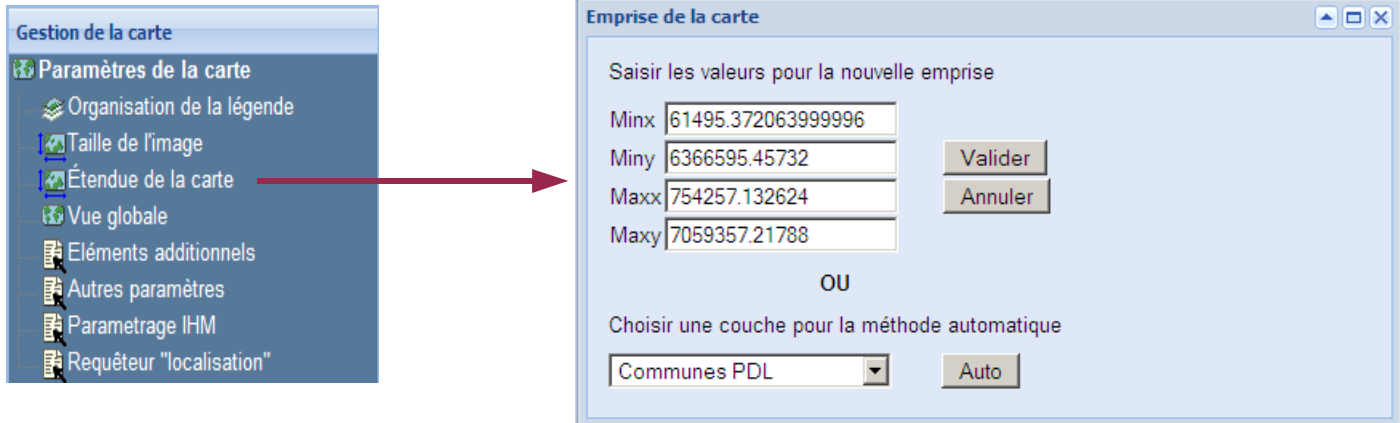 Gestion de la carte
Paramètres de la carte
Organisation de la légende
Taille de l'image
Étendue de la carte
Vue globale
Eléments additionnels
Autres paramètres
Parametrage IHM
Requêteur "localisation"
Emprise de la carte
Saisir les valeurs pour la nouvelle emprise
Minx 61495.372063999996
Miny 6366595.45732 Valider
Maxx 754257.132624 Annuler
Maxy 7059357.21788
OU
Choisir une couche pour la méthode automatique
Communes PDL Auto